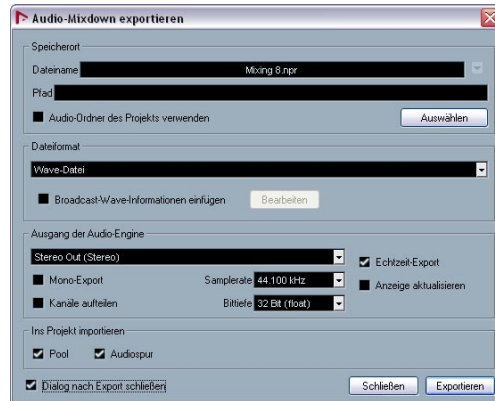 Audio-Mixdown exportieren
Speicherort
Dateiname Mixing 8.npr
Pfad
Audio-Ordner des Projekts verwenden Auswählen
Dateiformat
Wave-Datei
Broadcast-Wave-Informationen einfügen Bearbeiten
Ausgang der Audio-Engine
Stereo Out (Stereo) Echtzeit-Export
Mono-Export Samplerate 44.100 kHz Anzeige aktualisieren
Kanäle aufteilen Bittiefe 32 Bit (float)
Ins Projekt importieren
Pool Audiospur
Dialog nach Export schließen Schließen Exportieren